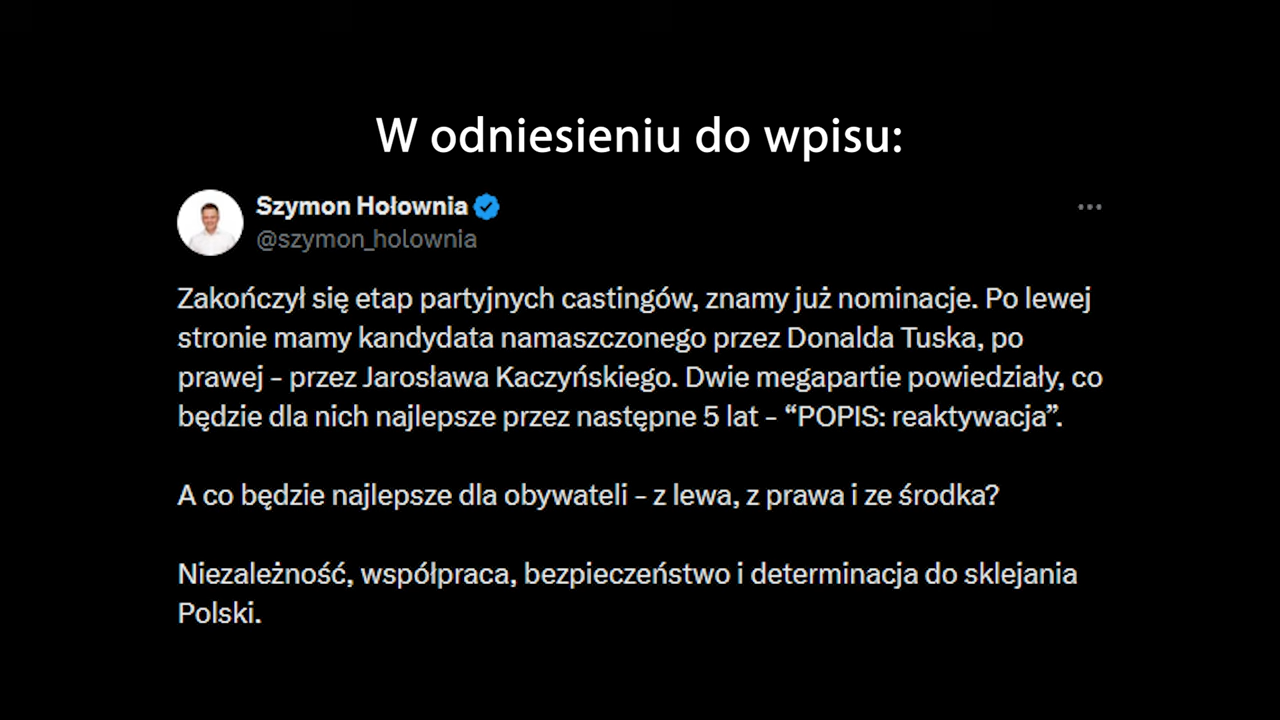 W odniesieniu do wpisu:
Szymon Hołownia
@szymon_holownia
Zakończył się etap partyjnych castingów, znamy już nominacje. Po lewej
stronie mamy kandydata namaszczonego przez Donalda Tuska, po
prawej – przez Jarosława Kaczyńskiego. Dwie megapartie powiedziały, co
będzie dla nich najlepsze przez następne 5 lat – “POPIS: reaktywacja”.
A co będzie najlepsze dla obywateli – z lewa, z prawa i ze środka?
Niezależność, współpraca, bezpieczeństwo i determinacja do sklejania
Polski.